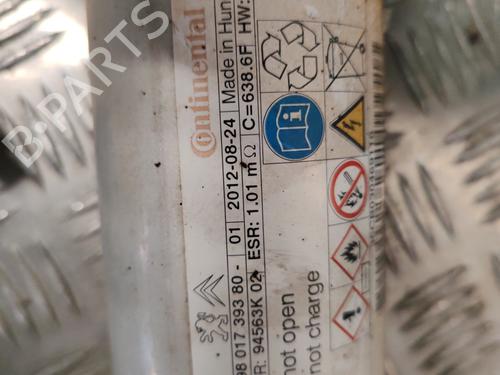 Continental
98 017 393 80 - 01 2012-08-24 Made in Hun
R: 94563K 02 ESR: 1.01 mΩ C=638.6F HW:
not open
not charge
B-PARTS